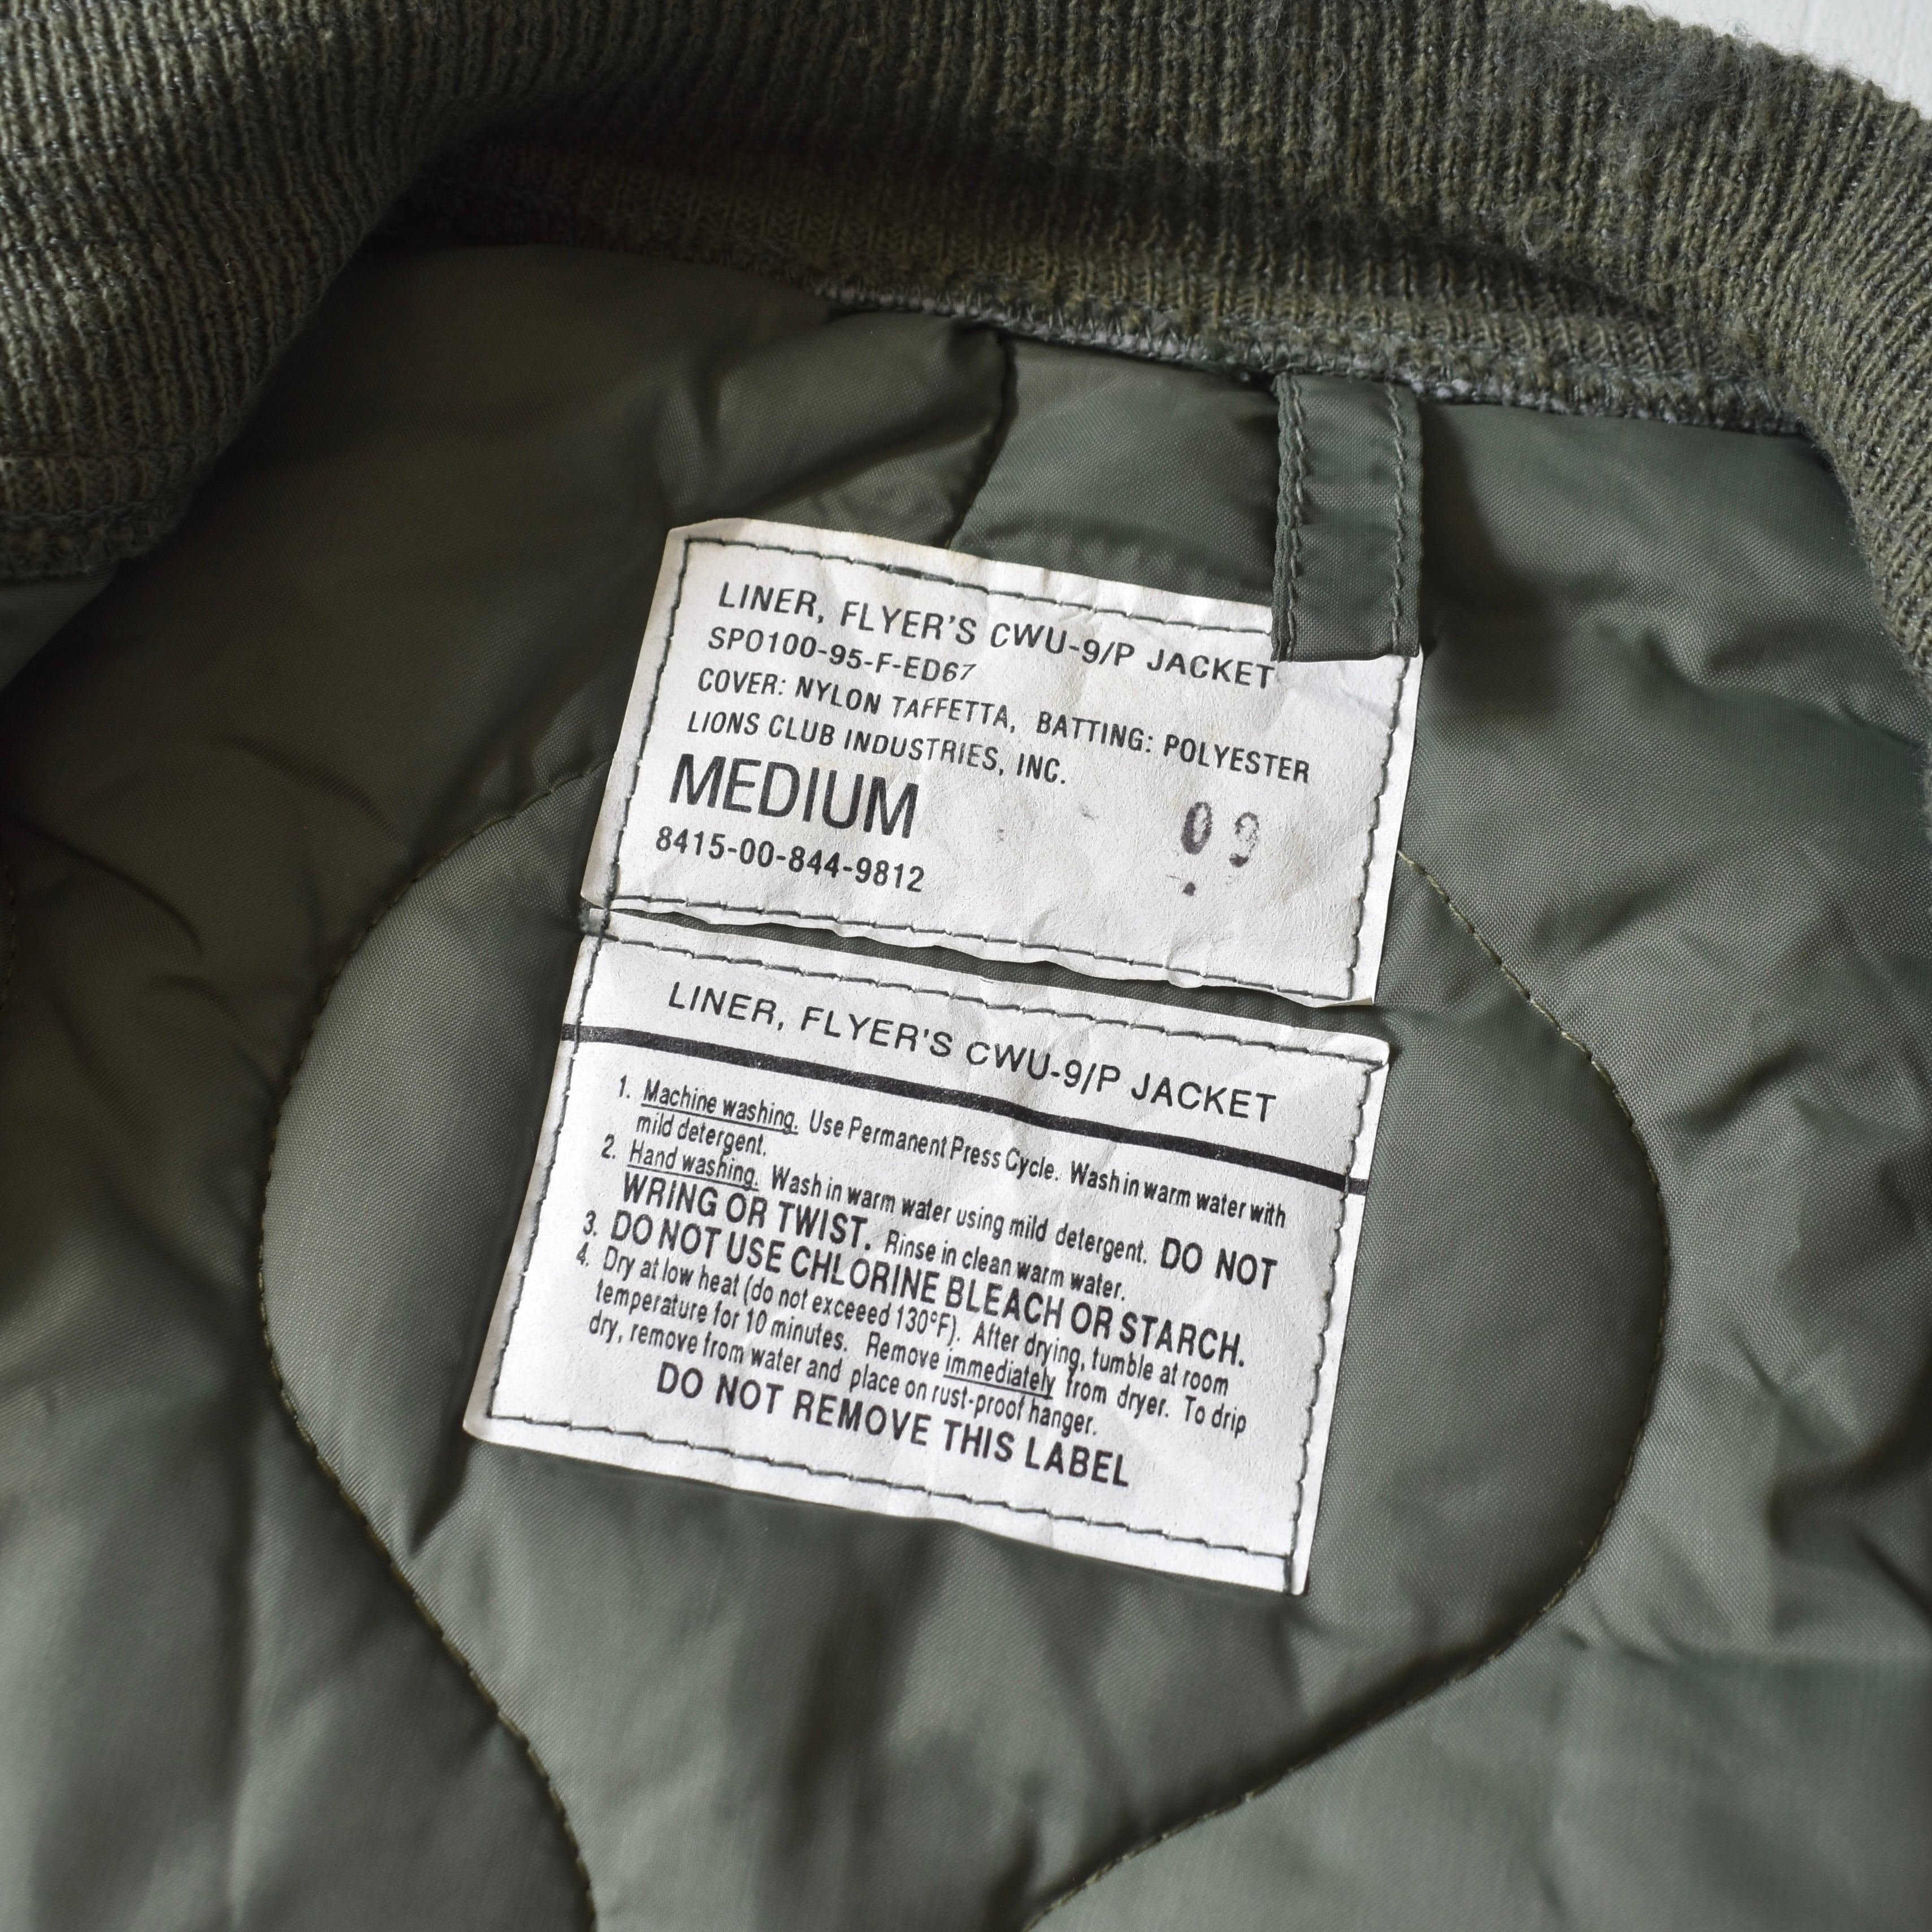 LINER, FLYER'S CWU-9/P JACKET
SPO100-95-F-ED67
COVER: NYLON TAFFETTA, BATTING: POLYESTER
LIONS CLUB INDUSTRIES, INC.
MEDIUM
09
8415-00-844-9812
LINER, FLYER'S CWU-9/P JACKET
1. Machine washing. Use Permanent Press Cycle. Wash in warm water with
mild detergent.
2. Hand washing. Wash in warm water using mild detergent. DO NOT
WRING OR TWIST. Rinse in clean warm water.
3. DO NOT USE CHLORINE BLEACH OR STARCH.
4. Dry at low heat (do not exceeed 130°F). After drying, tumble at room
temperature for 10 minutes. Remove immediately from dryer. To drip
dry, remove from water and place on rust-proof hanger.
DO NOT REMOVE THIS LABEL